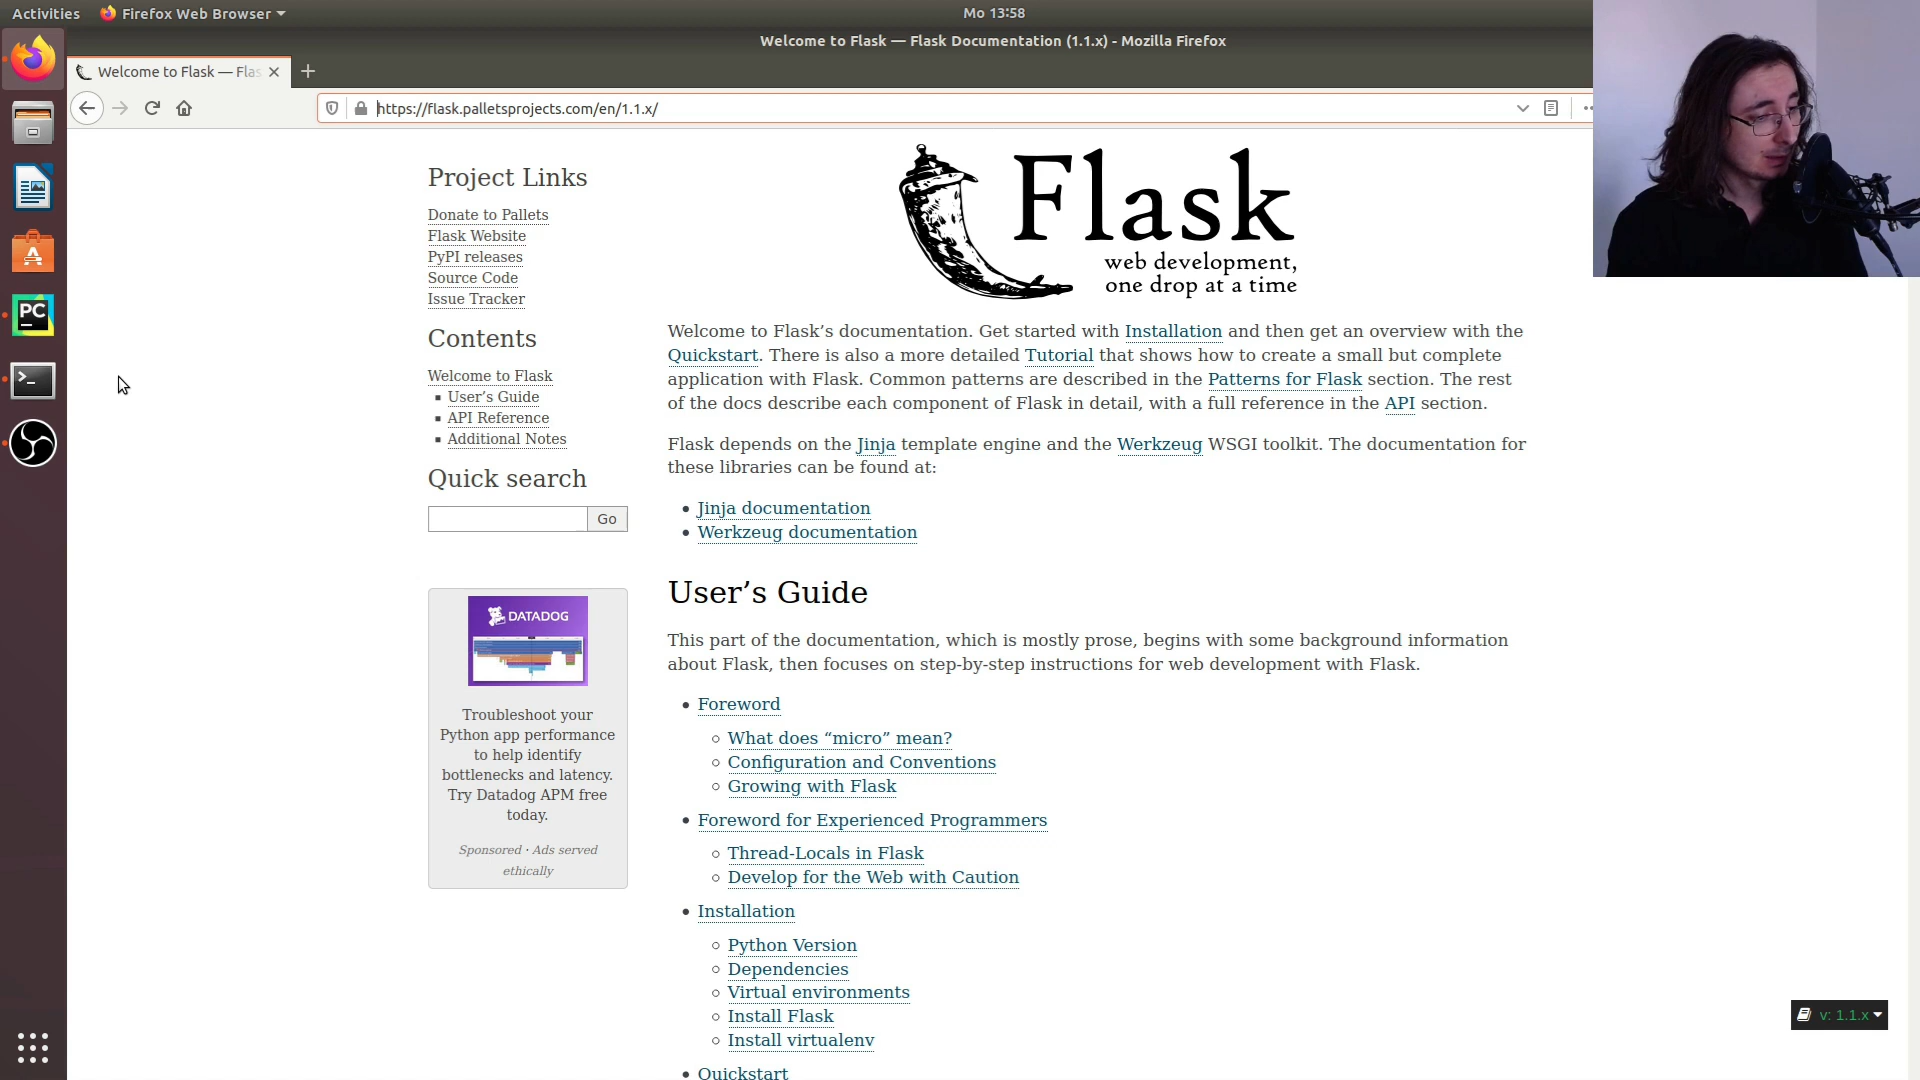 Activities
Firefox Web Browser
Mo 13:58
Welcome to Flask — Flask Documentation (1.1.x) - Mozilla Firefox
Welcome to Flask — Flas
https://flask.palletsprojects.com/en/1.1.x/
Project Links
Donate to Pallets
Flask Website
PyPI releases
Source Code
Issue Tracker
Contents
Welcome to Flask
User’s Guide
API Reference
Additional Notes
Quick search
Go
DATADOG
Troubleshoot your
Python app performance
to help identify
bottlenecks and latency.
Try Datadog APM free
today.
Sponsored · Ads served
ethically
Flask
web development,
one drop at a time
Welcome to Flask’s documentation. Get started with Installation and then get an overview with the
Quickstart. There is also a more detailed Tutorial that shows how to create a small but complete
application with Flask. Common patterns are described in the Patterns for Flask section. The rest
of the docs describe each component of Flask in detail, with a full reference in the API section.
Flask depends on the Jinja template engine and the Werkzeug WSGI toolkit. The documentation for
these libraries can be found at:
Jinja documentation
Werkzeug documentation
User’s Guide
This part of the documentation, which is mostly prose, begins with some background information
about Flask, then focuses on step-by-step instructions for web development with Flask.
Foreword
What does “micro” mean?
Configuration and Conventions
Growing with Flask
Foreword for Experienced Programmers
Thread-Locals in Flask
Develop for the Web with Caution
Installation
Python Version
Dependencies
Virtual environments
Install Flask
Install virtualenv
Quickstart
v: 1.1.x
PC